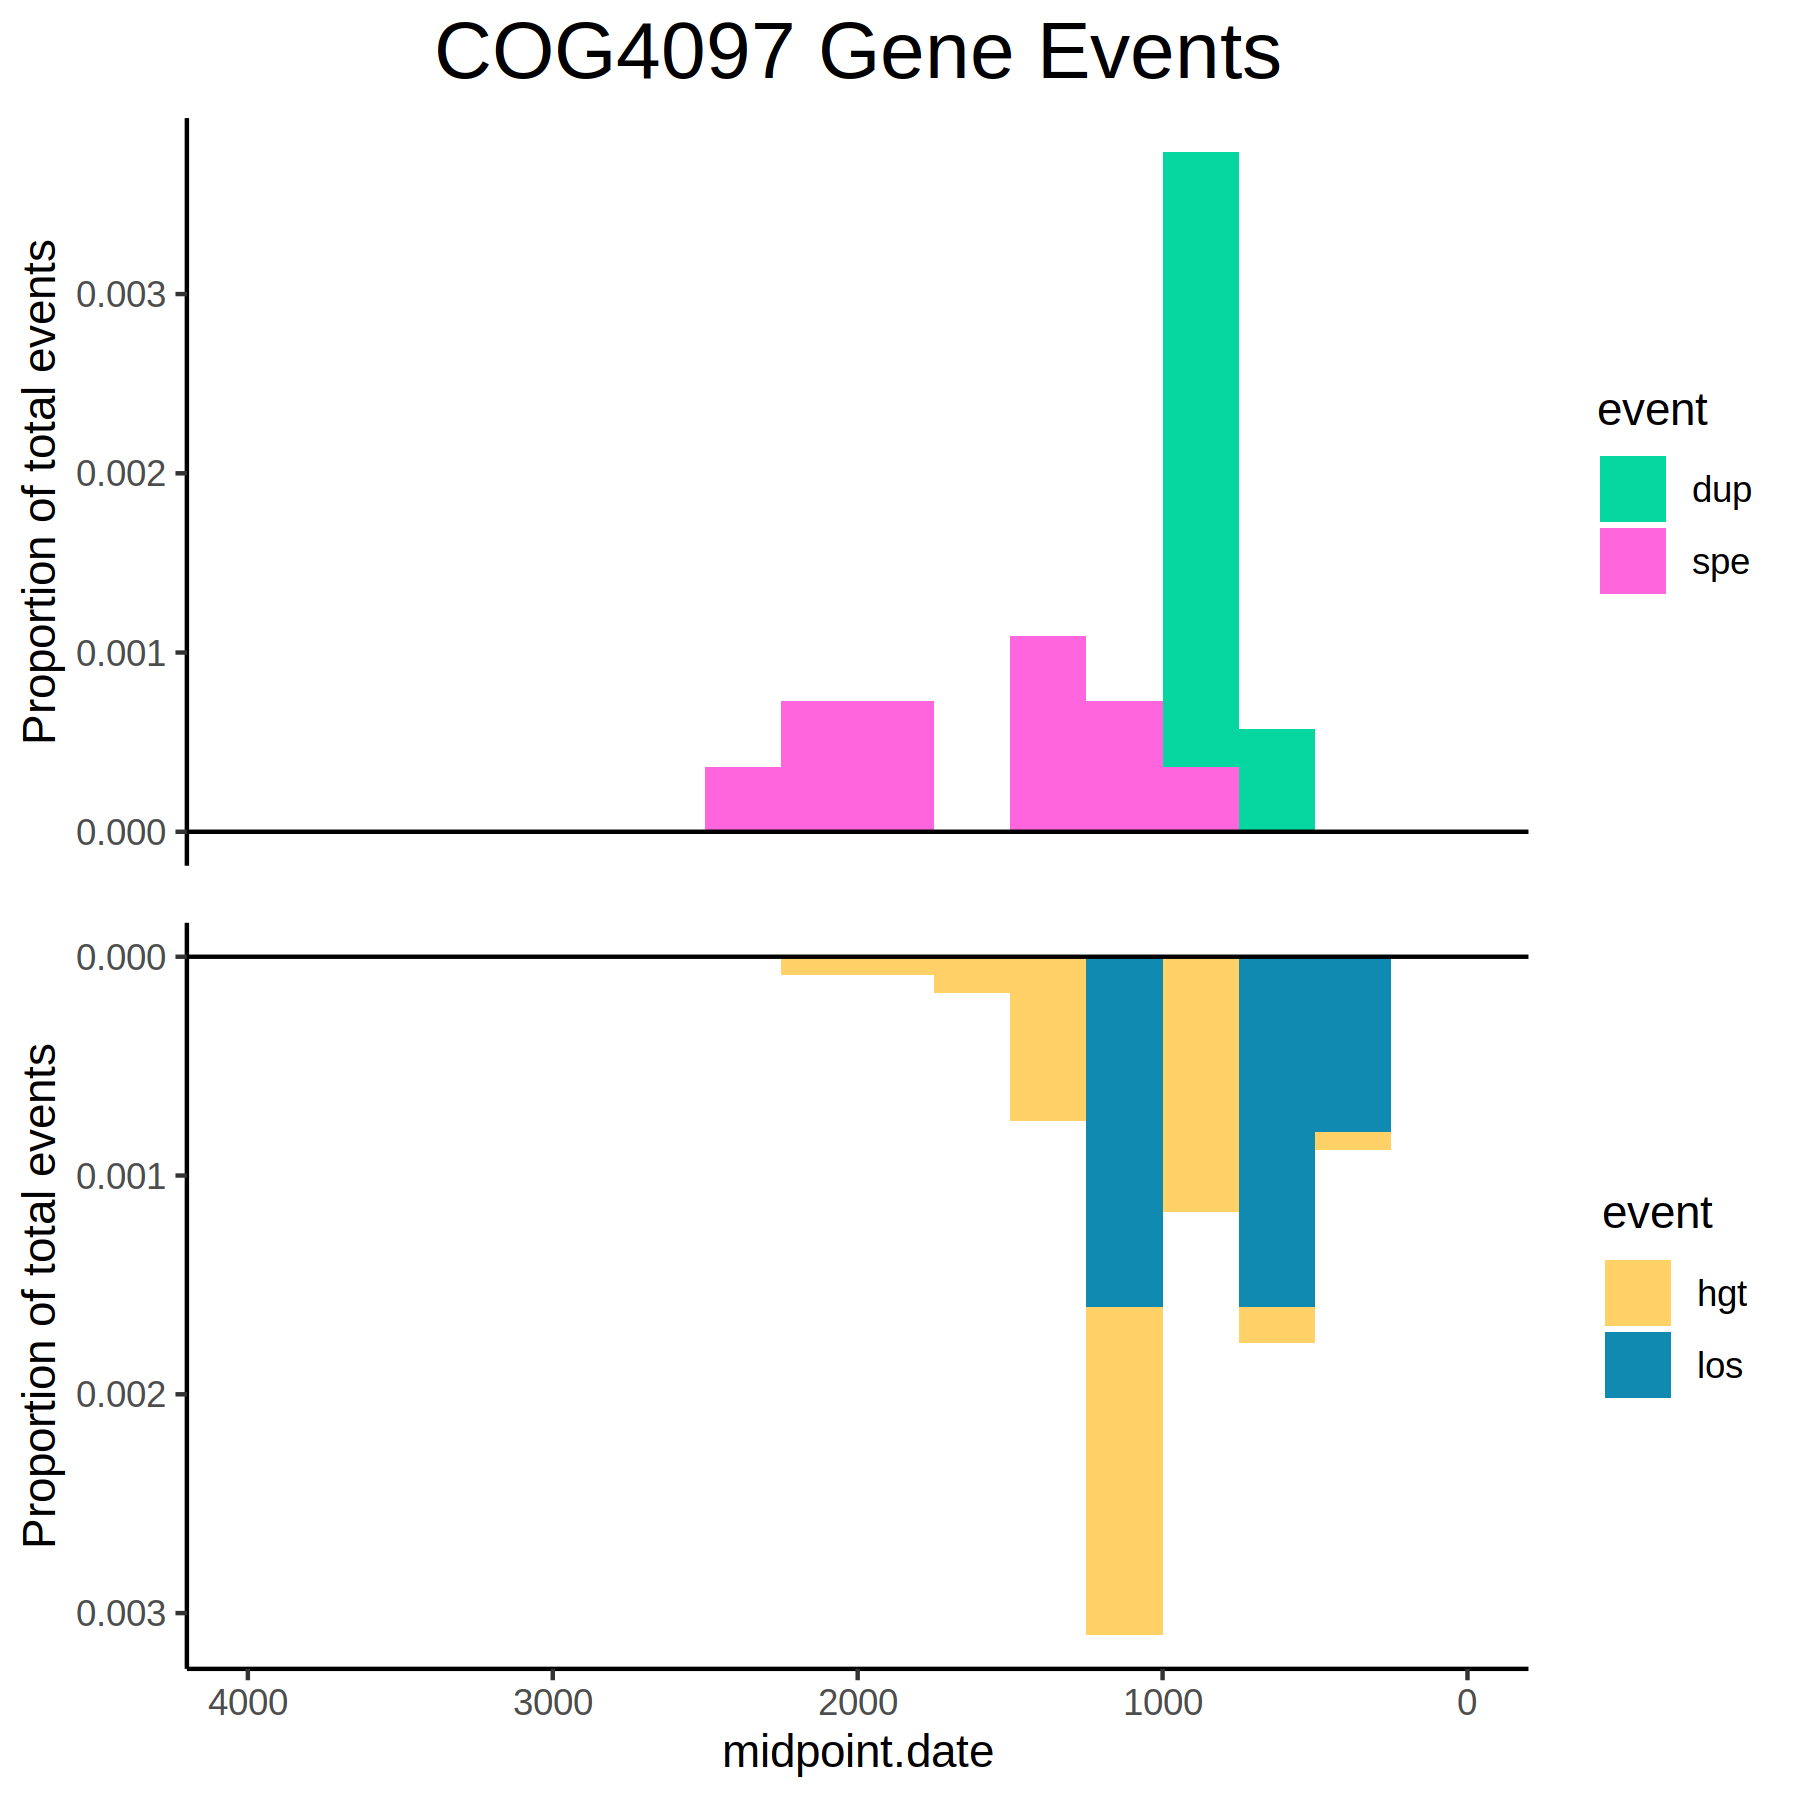 COG4097 Gene Events
Proportion of total events
0.003
0.002
0.001
0.000
event
dup
spe
Proportion of total events
0.000
0.001
0.002
0.003
event
hgt
los
4000 3000 2000 1000 0
midpoint.date